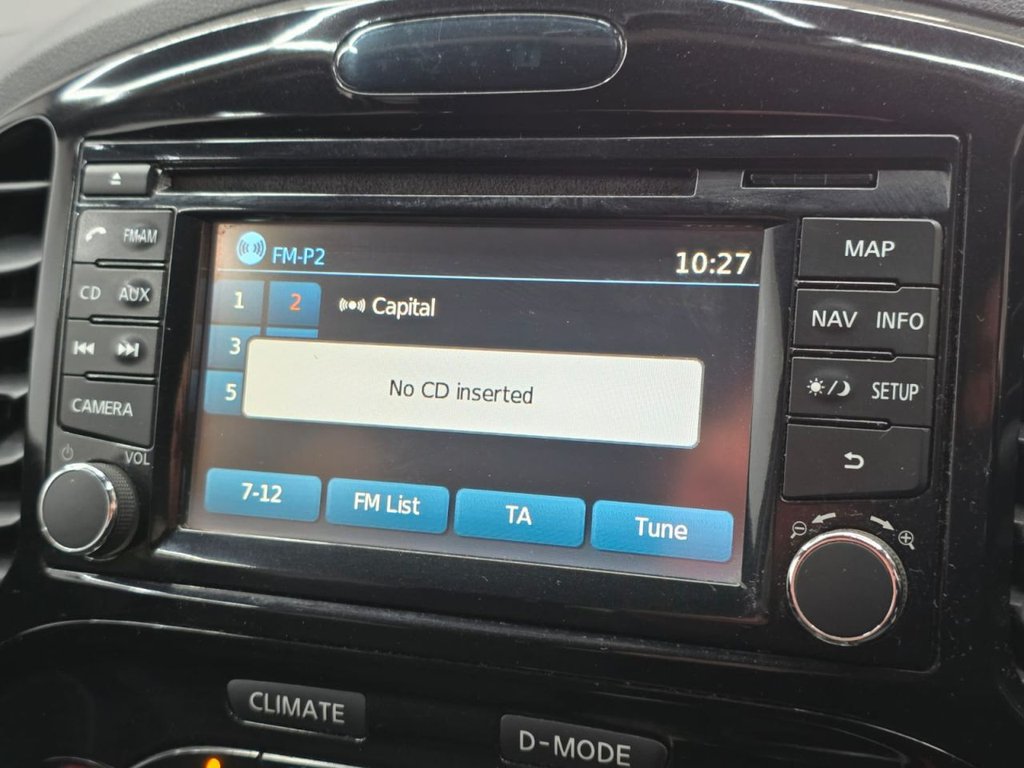 FM-P2
10:27
1
2
Capital
3
5
No CD inserted
7-12
FM List
TA
Tune
FM·AM
CD
AUX
CAMERA
VOL
MAP
NAV
INFO
SETUP
CLIMATE
D-MODE